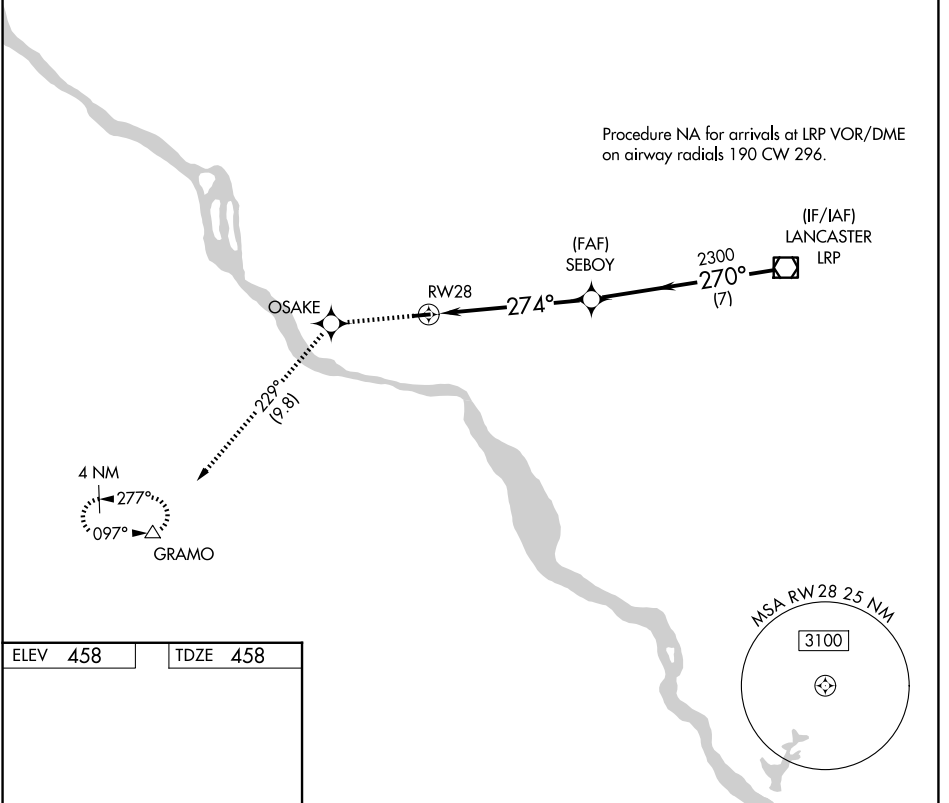 Procedure NA for arrivals at LRP VOR/DME
on airway radials 190 CW 296.
(IF/IAF)
LANCASTER
LRP
(FAF)
SEBOY
2300
270°
(7)
274°
RW28
OSAKE
229°
(9.8)
4 NM
277°
097°
GRAMO
MSA RW28 25 NM
3100
ELEV 458
TDZE 458